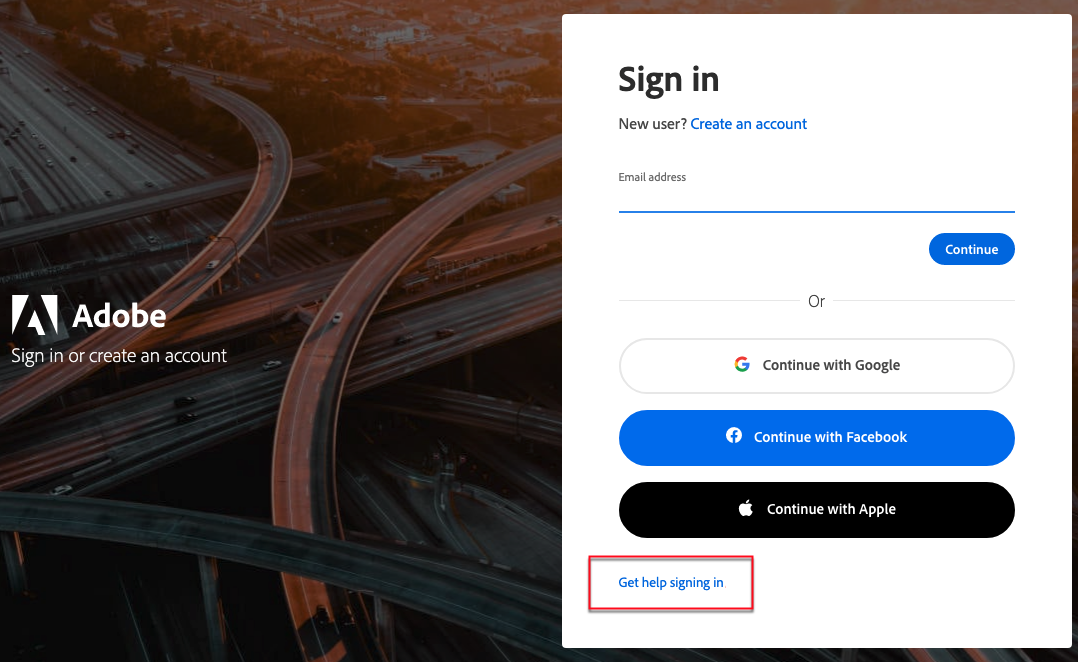 Sign in
New user? Create an account
Email address
Continue
Or
Continue with Google
Continue with Facebook
Continue with Apple
Get help signing in
Adobe
Sign in or create an account